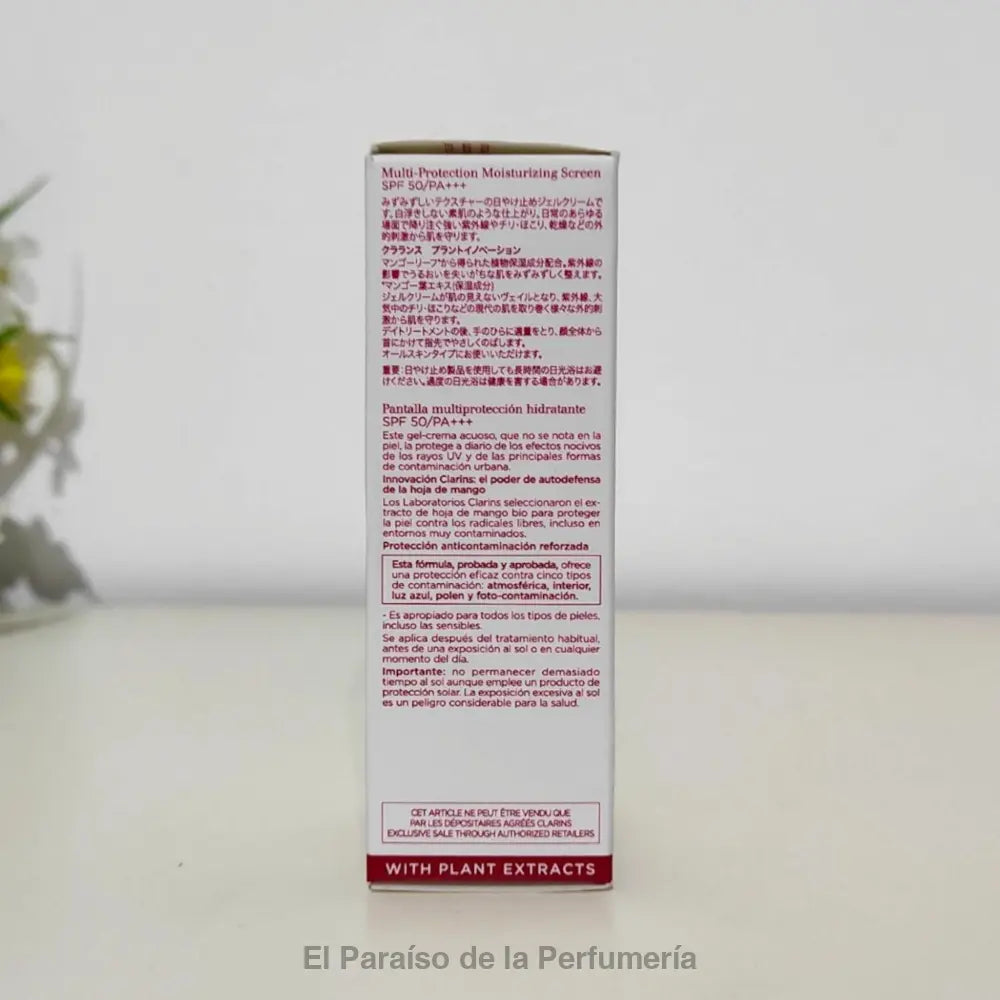 Multi-Protection Moisturizing Screen
SPF 50/PA+++
みずみずしいテクスチャーの日やけ止めジェルクリームで
す。白浮きしない素肌のような仕上がり。日常のあらゆる
場面で降り注ぐ強い紫外線やチリ・ほこり、乾燥などの外
的刺激から肌を守ります。
クラランス プラントイノベーション
マンゴーリーフ*から得られた植物保湿成分配合。紫外線の
影響でうるおいを失いがちな肌をみずみずしく整えます。
*マンゴー葉エキス(保湿成分)
ジェルクリームが肌の見えないヴェイルとなり、紫外線、大
気中のチリ・ほこりなどの現代の肌を取り巻く様々な外的刺
激から肌を守ります。
デイトリートメントの後、手のひらに適量をとり、顔全体から
首にかけて指先でやさしくのばします。
オールスキンタイプにお使いいただけます。
重要:日やけ止め製品を使用しても長時間の日光浴はお避
けください。過度の日光浴は健康を害する場合があります。
Pantalla multiprotección hidratante
SPF 50/PA+++
Este gel-crema acuoso, que no se nota en la
piel, la protege a diario de los efectos nocivos
de los rayos UV y de las principales formas
de contaminación urbana.
Innovación Clarins: el poder de autodefensa
de la hoja de mango
Los Laboratorios Clarins seleccionaron el ex-
tracto de hoja de mango bio para proteger
la piel contra los radicales libres, incluso en
entornos muy contaminados.
Protección anticontaminación reforzada
Esta fórmula, probada y aprobada, ofrece
una protección eficaz contra cinco tipos
de contaminación: atmosférica, interior,
luz azul, polen y foto-contaminación.
- Es apropiado para todos los tipos de pieles,
incluso las sensibles.
Se aplica después del tratamiento habitual,
antes de una exposición al sol o en cualquier
momento del día.
Importante: no permanecer demasiado
tiempo al sol aunque emplee un producto de
protección solar. La exposición excesiva al sol
es un peligro considerable para la salud.
CET ARTICLE NE PEUT ÊTRE VENDU QUE
PAR LES DÉPOSITAIRES AGRÉÉS CLARINS
EXCLUSIVE SALE THROUGH AUTHORIZED RETAILERS
WITH PLANT EXTRACTS
El Paraíso de la Perfumería